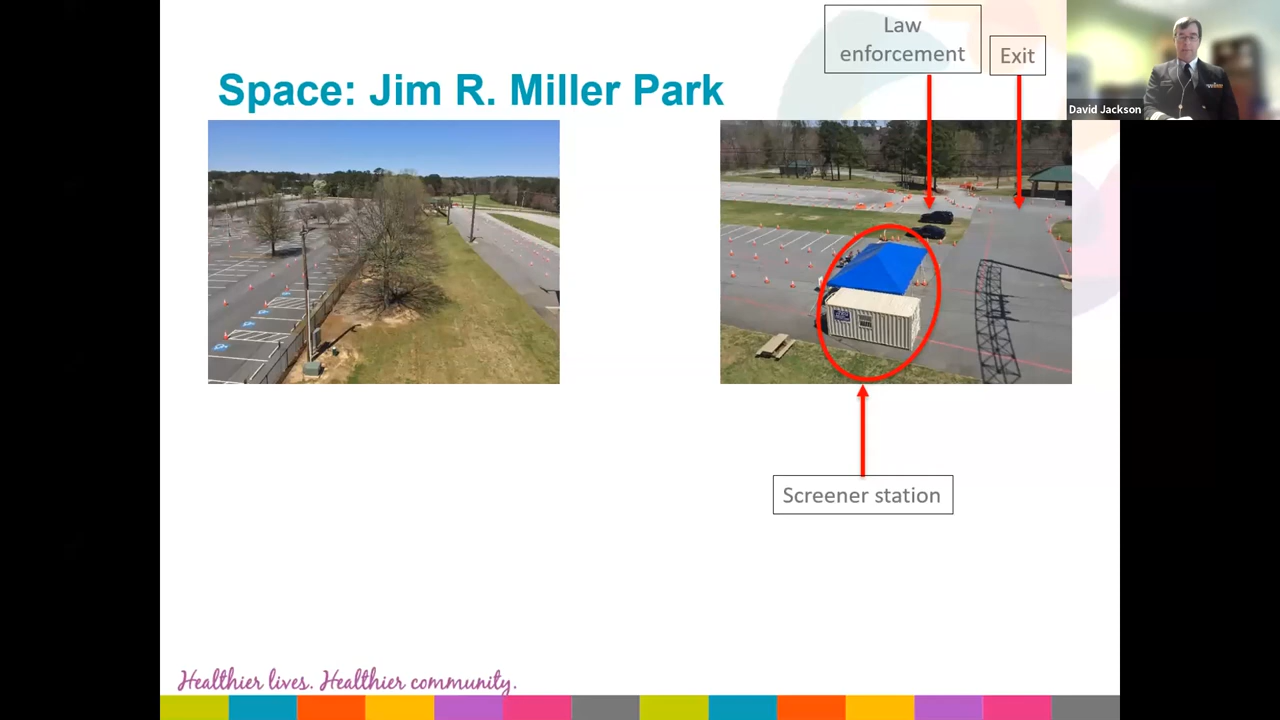 Law
enforcement
Exit
Space: Jim R. Miller Park
David Jackson
Screener station
Healthier lives. Healthier community.